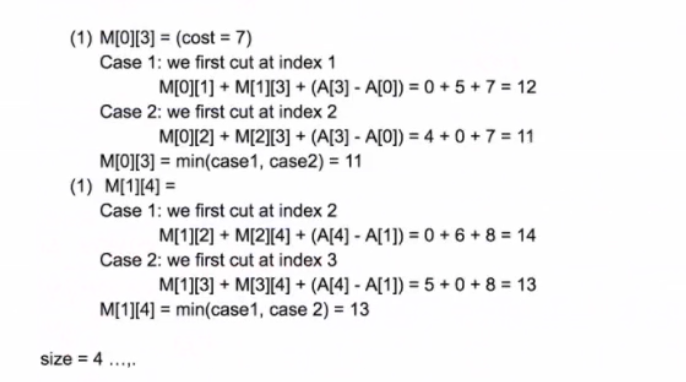 (1) M[0][3] = (cost = 7)
Case 1: we first cut at index 1
M[0][1] + M[1][3] + (A[3] - A[0]) = 0 + 5 + 7 = 12
Case 2: we first cut at index 2
M[0][2] + M[2][3] + (A[3] - A[0]) = 4 + 0 + 7 = 11
M[0][3] = min(case1, case2) = 11
(1) M[1][4] =
Case 1: we first cut at index 2
M[1][2] + M[2][4] + (A[4] - A[1]) = 0 + 6 + 8 = 14
Case 2: we first cut at index 3
M[1][3] + M[3][4] + (A[4] - A[1]) = 5 + 0 + 8 = 13
M[1][4] = min(case1, case 2) = 13
size = 4 …,.